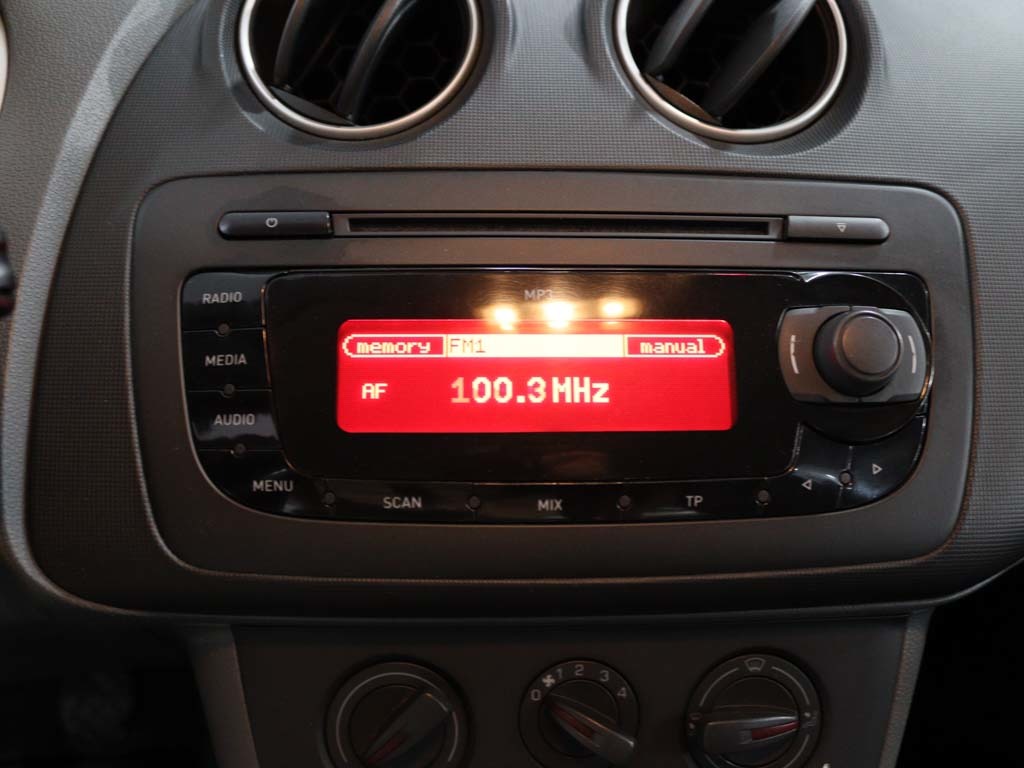 MP3
RADIO
MEDIA
AUDIO
MENU
memory FM1 manual
AF 100.3 MHz
SCAN MIX TP
0 1 2 3 4